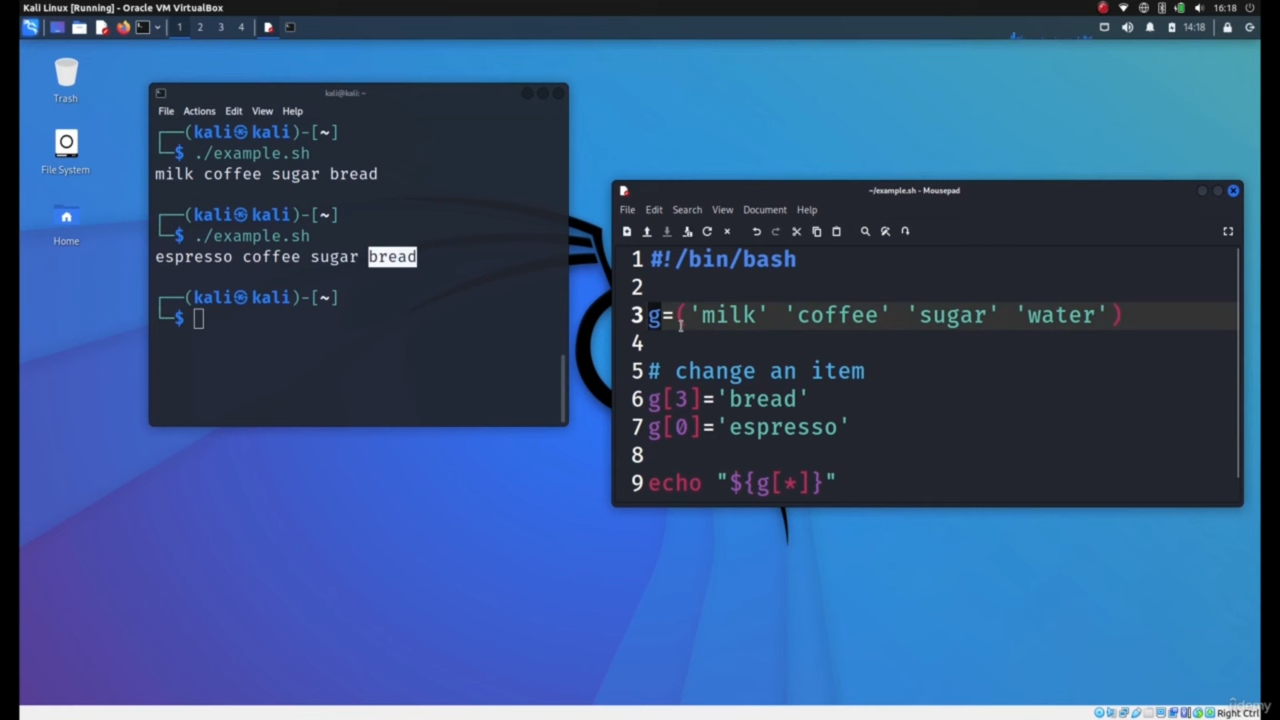 Kali Linux [Running] - Oracle VM VirtualBox
16:18
1 2 3 4
14:18
Trash
File System
Home
kali@kali: ~
File Actions Edit View Help
┌──(kali㉿kali)-[~]
└─$ ./example.sh
milk coffee sugar bread
┌──(kali㉿kali)-[~]
└─$ ./example.sh
espresso coffee sugar bread
┌──(kali㉿kali)-[~]
└─$
~/example.sh - Mousepad
File Edit Search View Document Help
1 #!/bin/bash
2
3 g=('milk' 'coffee' 'sugar' 'water')
4
5 # change an item
6 g[3]='bread'
7 g[0]='espresso'
8
9 echo "${g[*]}"
Right Ctrl
udemy